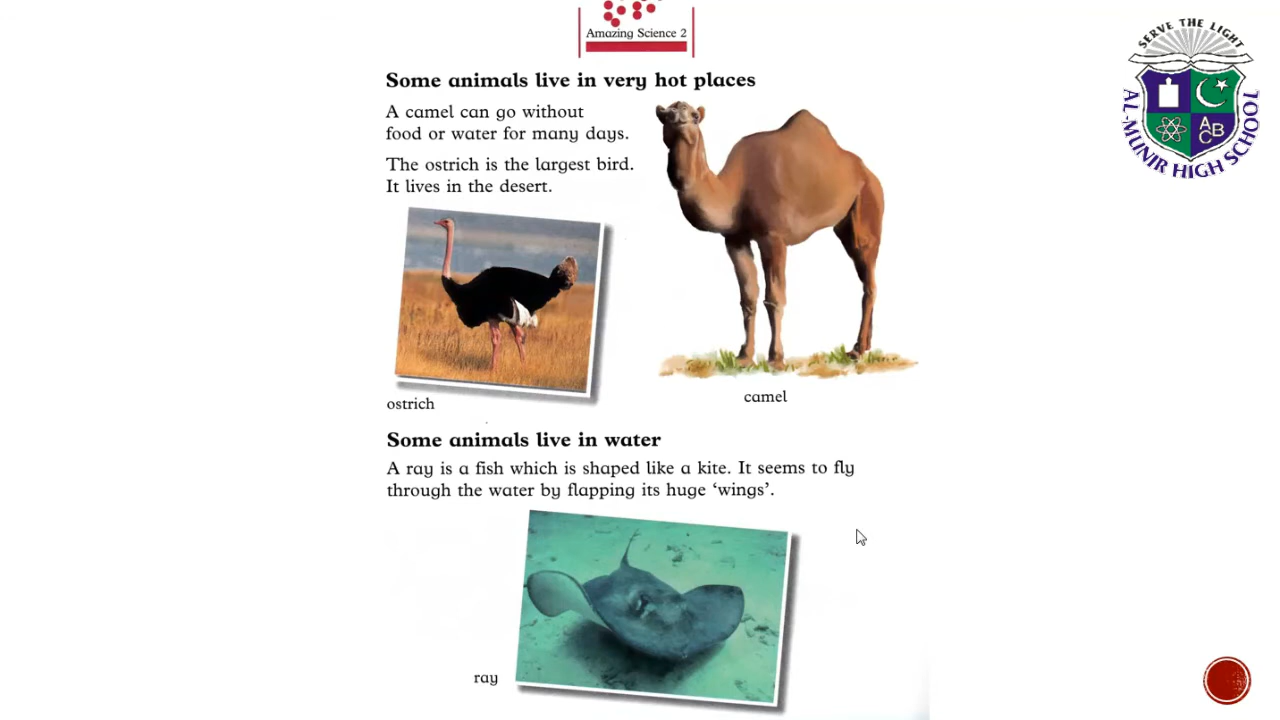 Amazing Science 2
SERVE THE LIGHT
ABC
AL-MUNIR HIGH SCHOOL
Some animals live in very hot places
A camel can go without
food or water for many days.
The ostrich is the largest bird.
It lives in the desert.
ostrich
camel
Some animals live in water
A ray is a fish which is shaped like a kite. It seems to fly
through the water by flapping its huge ‘wings’.
ray